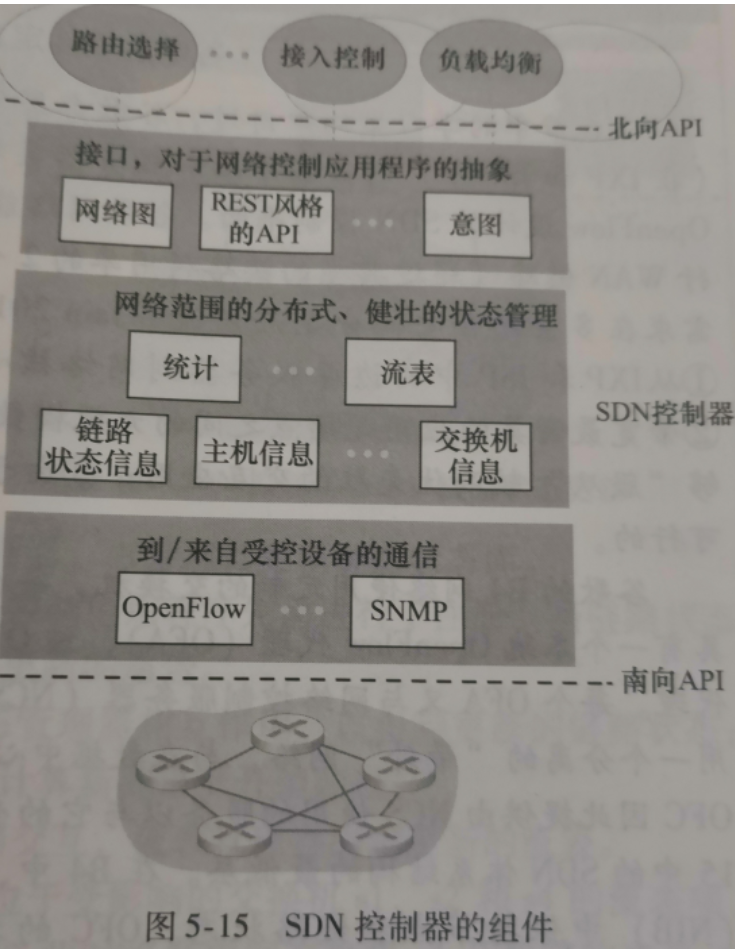 路由选择 ··· 接入控制 负载均衡
北向API
接口，对于网络控制应用程序的抽象
网络图 REST风格的API ··· 意图
网络范围的分布式、健壮的状态管理
统计 ··· 流表
SDN控制器
链路状态信息 主机信息 ··· 交换机信息
到/来自受控设备的通信
OpenFlow ··· SNMP
南向API
图 5-15 SDN 控制器的组件